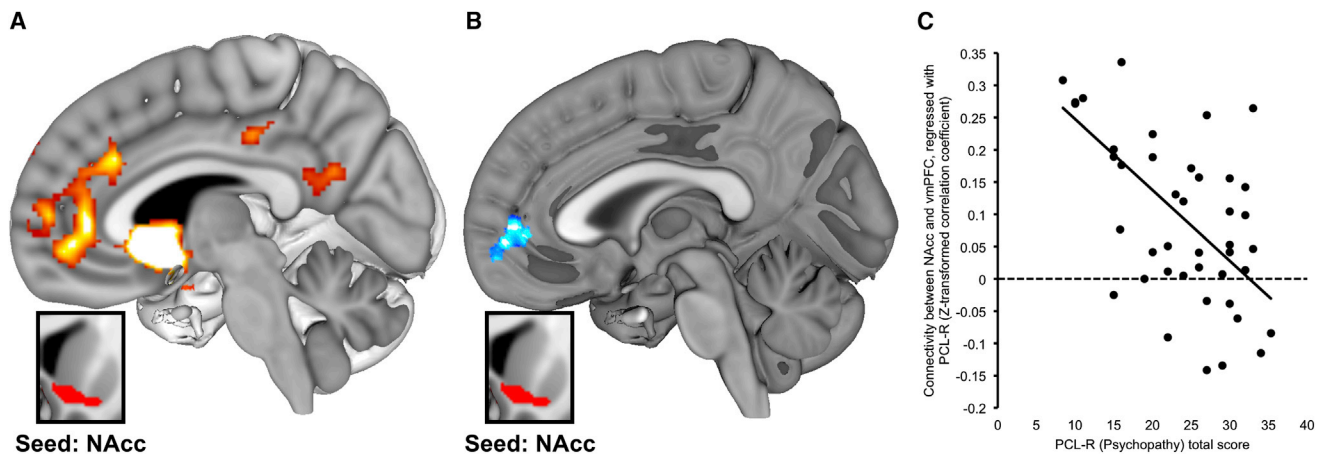 A
B
C
Seed: NAcc
Seed: NAcc
Connectivity between NAcc and vmPFC, regressed with
PCL-R (Z-transformed correlation coefficient)
0.35
0.3
0.25
0.2
0.15
0.1
0.05
0
-0.05
-0.1
-0.15
-0.2
0 5 10 15 20 25 30 35 40
PCL-R (Psychopathy) total score